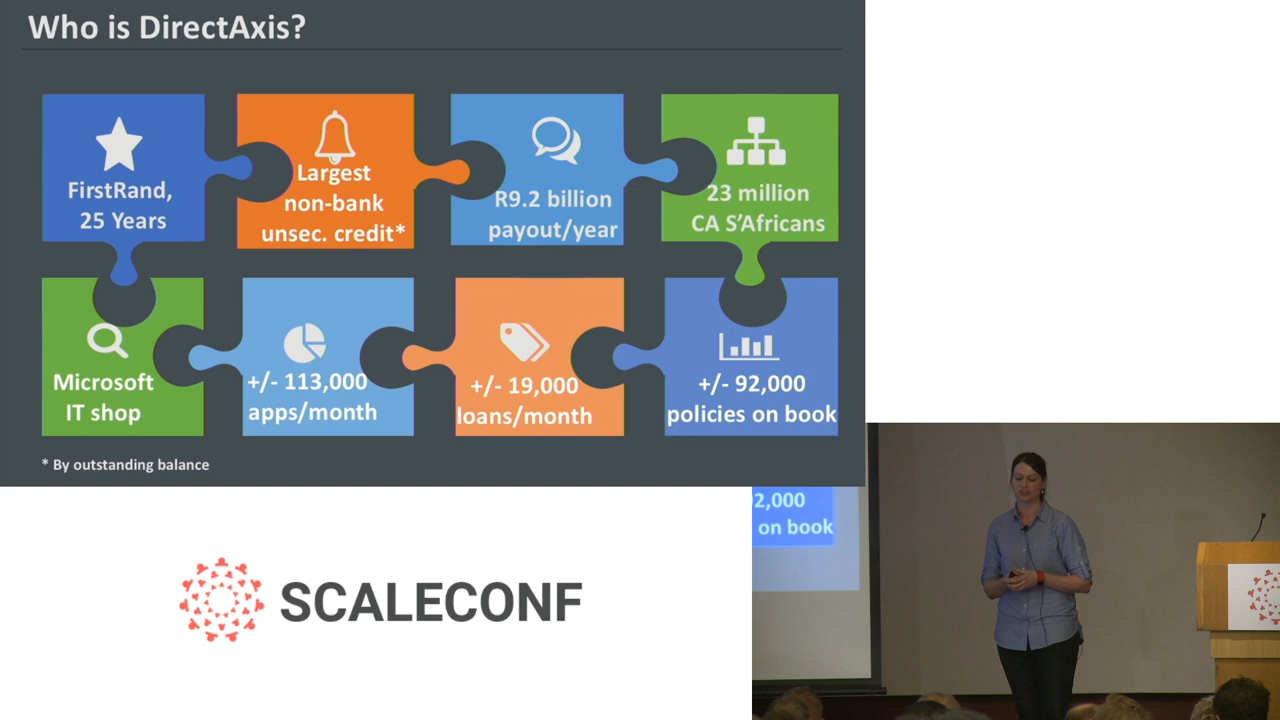 Who is DirectAxis?
FirstRand,
25 Years
Largest
non-bank
unsec. credit*
R9.2 billion
payout/year
23 million
CA S'Africans
Microsoft
IT shop
+/- 113,000
apps/month
+/- 19,000
loans/month
+/- 92,000
policies on book
* By outstanding balance
2,000
on book
SCALECONF